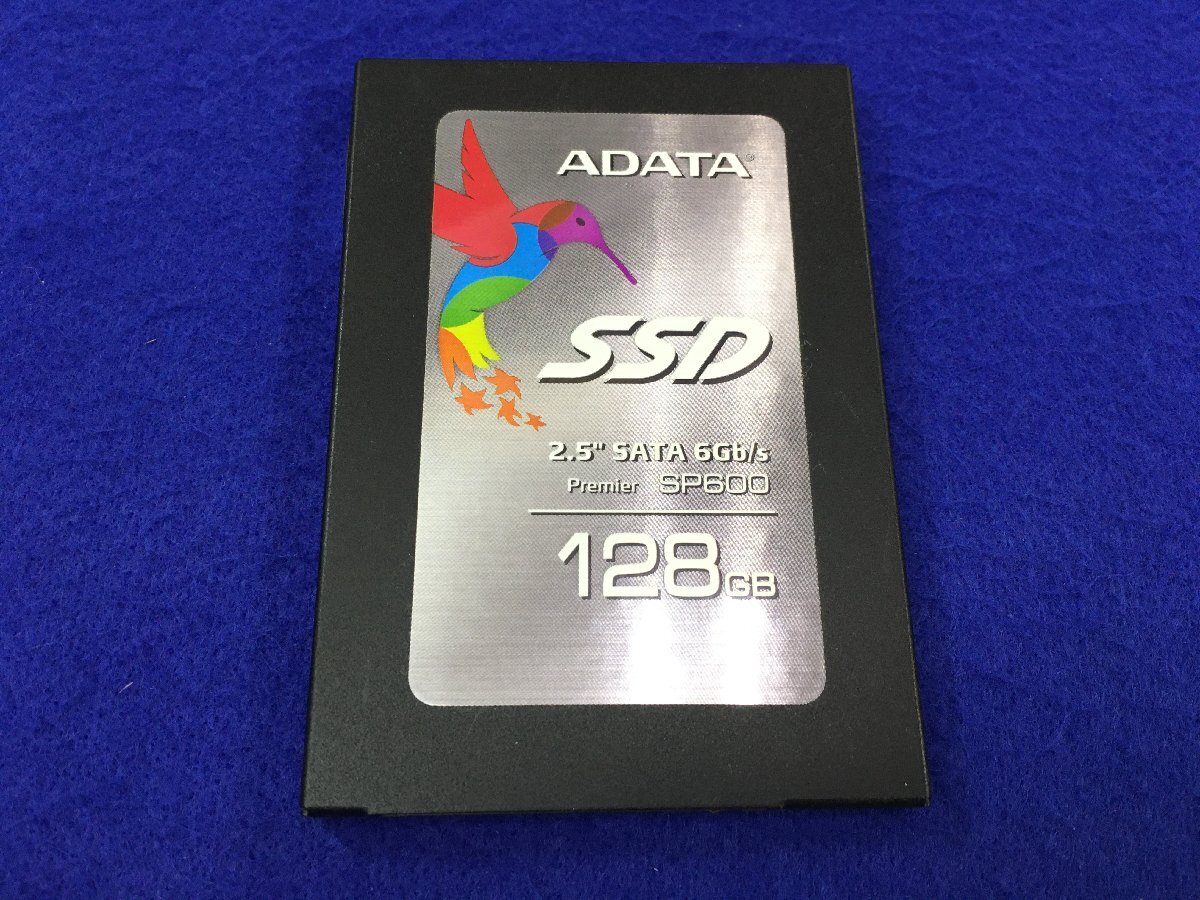 ADATA®
SSD
2.5" SATA 6Gb/s
Premier SP600
128GB